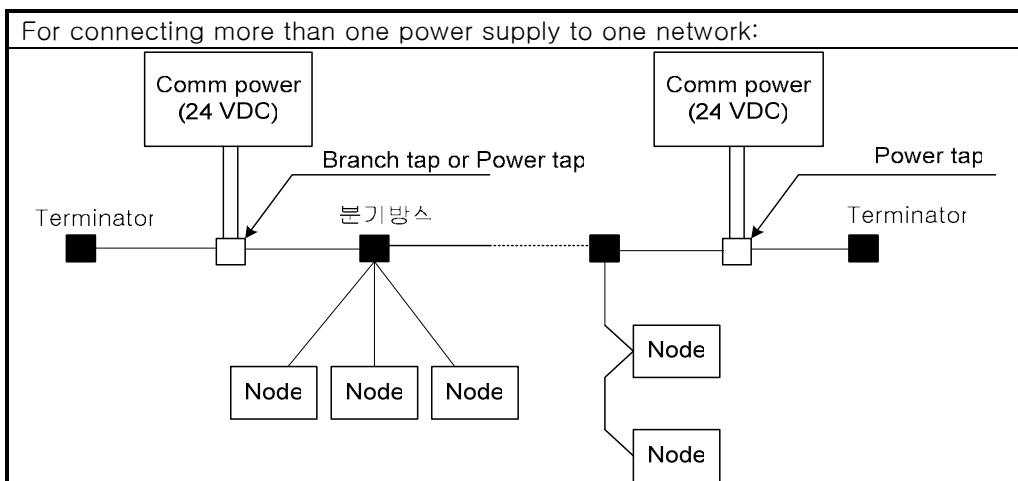 For connecting more than one power supply to one network:
Comm power
(24 VDC)
Comm power
(24 VDC)
Branch tap or Power tap
Power tap
Terminator
분기방스
Terminator
Node
Node
Node
Node
Node